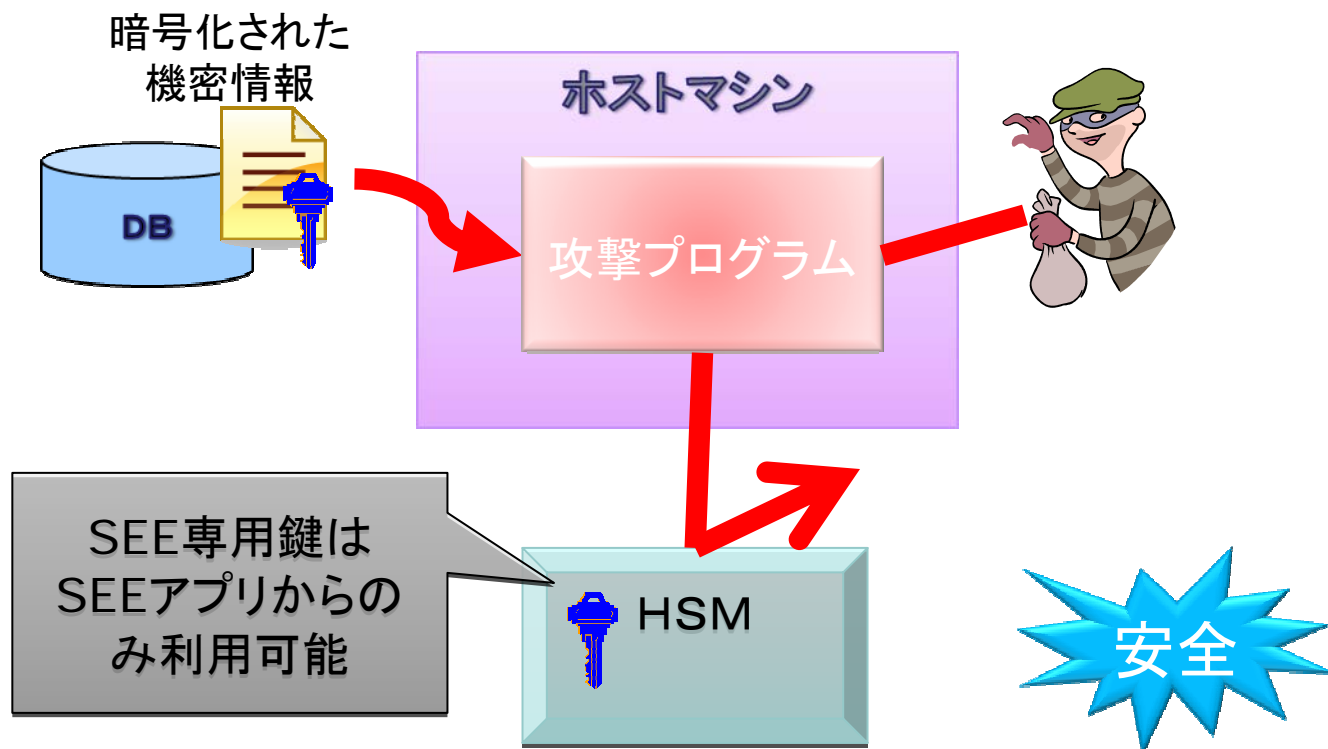 暗号化された
機密情報
ホストマシン
DB
攻撃プログラム
SEE専用鍵は
SEEアプリからの
み利用可能
HSM
安全